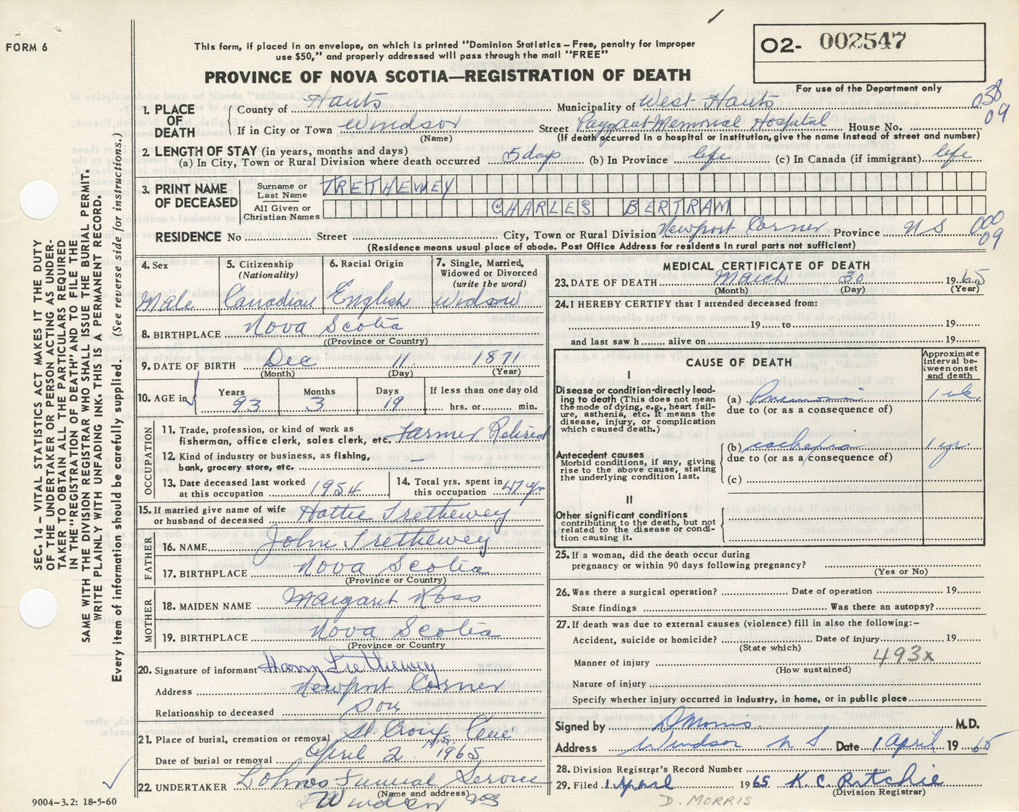 FORM 6
This form, if placed in an envelope, on which is printed "Dominion Statistics – Free, penalty for improper
use $50," and properly addressed will pass through the mail "FREE"
PROVINCE OF NOVA SCOTIA—REGISTRATION OF DEATH
O2- 002547
For use of the Department only
SEC. 14 – VITAL STATISTICS ACT MAKES IT THE DUTY
OF THE UNDERTAKER OR PERSON ACTING AS UNDER-
TAKER TO OBTAIN ALL THE PARTICULARS REQUIRED
IN THE "REGISTRATION OF DEATH" AND TO FILE THE
SAME WITH THE DIVISION REGISTRAR WHO SHALL ISSUE THE BURIAL PERMIT.
WRITE PLAINLY WITH UNFADING INK. THIS IS A PERMANENT RECORD.
Every item of information should be carefully supplied. (See reverse side for instructions.)
1. PLACE OF DEATH
County of Hants Municipality of West Hants 038
If in City or Town Windsor Street Payzant Memorial Hospital House No. 09
(Name) (If death occurred in a hospital or institution, give the name instead of street and number)
2. LENGTH OF STAY (in years, months and days)
(a) In City, Town or Rural Division where death occurred 5 days (b) In Province life (c) In Canada (if immigrant) life
3. PRINT NAME OF DECEASED
Surname or Last Name TRETHEWEY
All Given or Christian Names CHARLES BERTRAM
RESIDENCE No Street City, Town or Rural Division Newport Corner Province N S 000 09
(Residence means usual place of abode. Post Office Address for residents in rural parts not sufficient)
4. Sex Male
5. Citizenship (Nationality) Canadian
6. Racial Origin English
7. Single, Married, Widowed or Divorced (write the word)
8. BIRTHPLACE Nova Scotia
(Province or Country)
9. DATE OF BIRTH Dec 11 1871
(Month) (Day) (Year)
10. AGE in Years 93 Months 3 Days 19 If less than one day old hrs. or min.
OCCUPATION
11. Trade, profession, or kind of work as
fisherman, office clerk, sales clerk, etc. Farmer Retired
12. Kind of industry or business, as fishing,
bank, grocery store, etc. –
13. Date deceased last worked at this occupation 1954
14. Total yrs. spent in this occupation 47 yr
15. If married give name of wife
or husband of deceased Hattie Trethewey
FATHER
16. NAME John Trethewey
17. BIRTHPLACE Nova Scotia
(Province or Country)
MOTHER
18. MAIDEN NAME Margaret Ross
19. BIRTHPLACE Nova Scotia
(Province or Country)
20. Signature of informant Harry Trethewey
Address Newport Corner
Relationship to deceased Son
21. Place of burial, cremation or removal St. Croix Cem
Date of burial or removal April 2 1965
22. UNDERTAKER Funeral Service
(Name and address)
Windsor NS
9004-3.2: 18-5-60
MEDICAL CERTIFICATE OF DEATH
23. DATE OF DEATH March 30 1965
(Month) (Day) (Year)
24. I HEREBY CERTIFY that I attended deceased from:
19 to 19
and last saw h alive on 19
CAUSE OF DEATH
Approximate interval between onset and death
I
Disease or condition directly leading to death (This does not mean the mode of dying, e.g., heart failure, asthenia, etc. It means the disease, injury, or complication which caused death.)
(a) Pneumonia 1 wk
due to (or as a consequence of)
Antecedent causes
Morbid conditions, if any, giving rise to the above cause, stating the underlying condition last.
(b) cachexia 1 yr.
due to (or as a consequence of)
(c)
II
Other significant conditions
contributing to the death, but not related to the disease or condition causing it.
25. If a woman, did the death occur during
pregnancy or within 90 days following pregnancy?
(Yes or No)
26. Was there a surgical operation? Date of operation 19
State findings Was there an autopsy?
27. If death was due to external causes (violence) fill in also the following:–
Accident, suicide or homicide? Date of injury 19
(State which)
Manner of injury 493x
(How sustained)
Nature of injury
Specify whether injury occurred in industry, in home, or in public place
Signed by D Morris M.D.
Address Windsor N S Date 1 April 1965
28. Division Registrar's Record Number
29. Filed 1 April 1965 K. C. Ritchie
(Division Registrar)
D. MORRIS